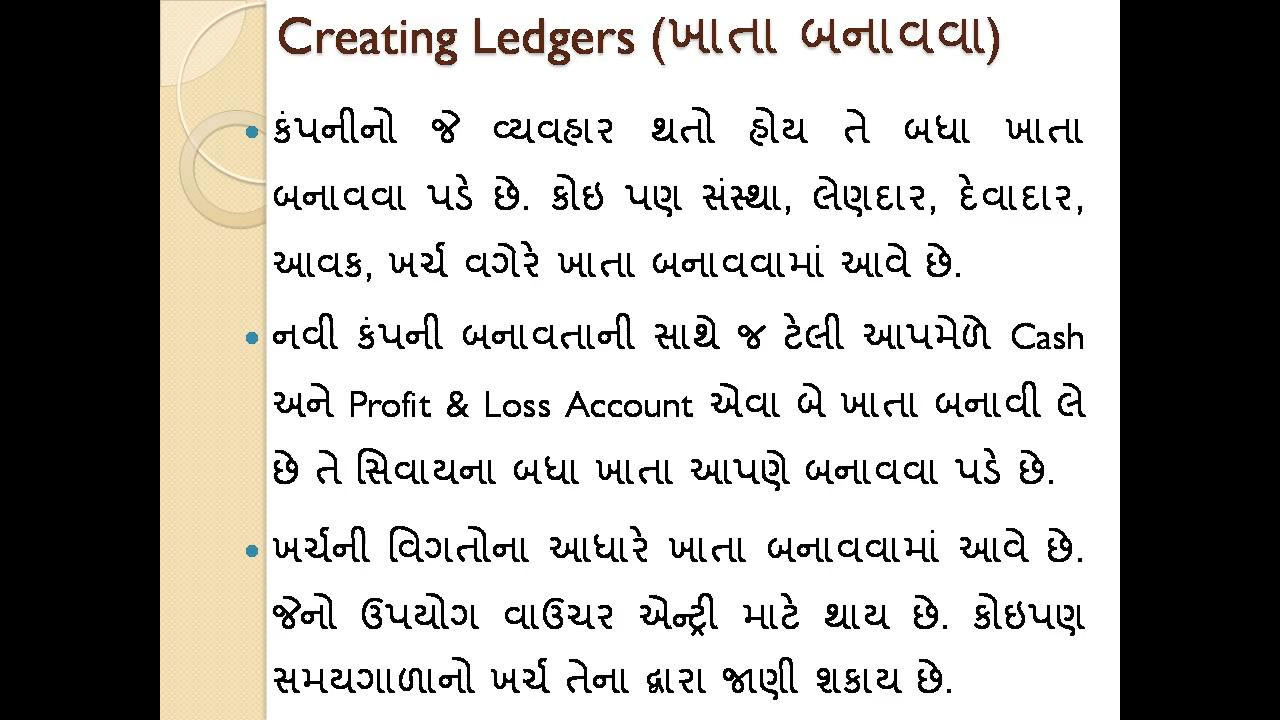 Creating Ledgers (ખાતા બનાવવા)
કંપનીનો જે વ્યવહાર થતો હોય તે બધા ખાતા
બનાવવા પડે છે. કોઇ પણ સંસ્થા, લેણદાર, દેવાદાર,
આવક, ખર્ચ વગેરે ખાતા બનાવવામાં આવે છે.
નવી કંપની બનાવતાની સાથે જ ટેલી આપમેળે Cash
અને Profit & Loss Account એવા બે ખાતા બનાવી લે
છે તે સિવાયના બધા ખાતા આપણે બનાવવા પડે છે.
ખર્ચની વિગતોના આધારે ખાતા બનાવવામાં આવે છે.
જેનો ઉપયોગ વાઉચર એન્ટ્રી માટે થાય છે. કોઇપણ
સમયગાળાનો ખર્ચ તેના દ્વારા જાણી શકાય છે.